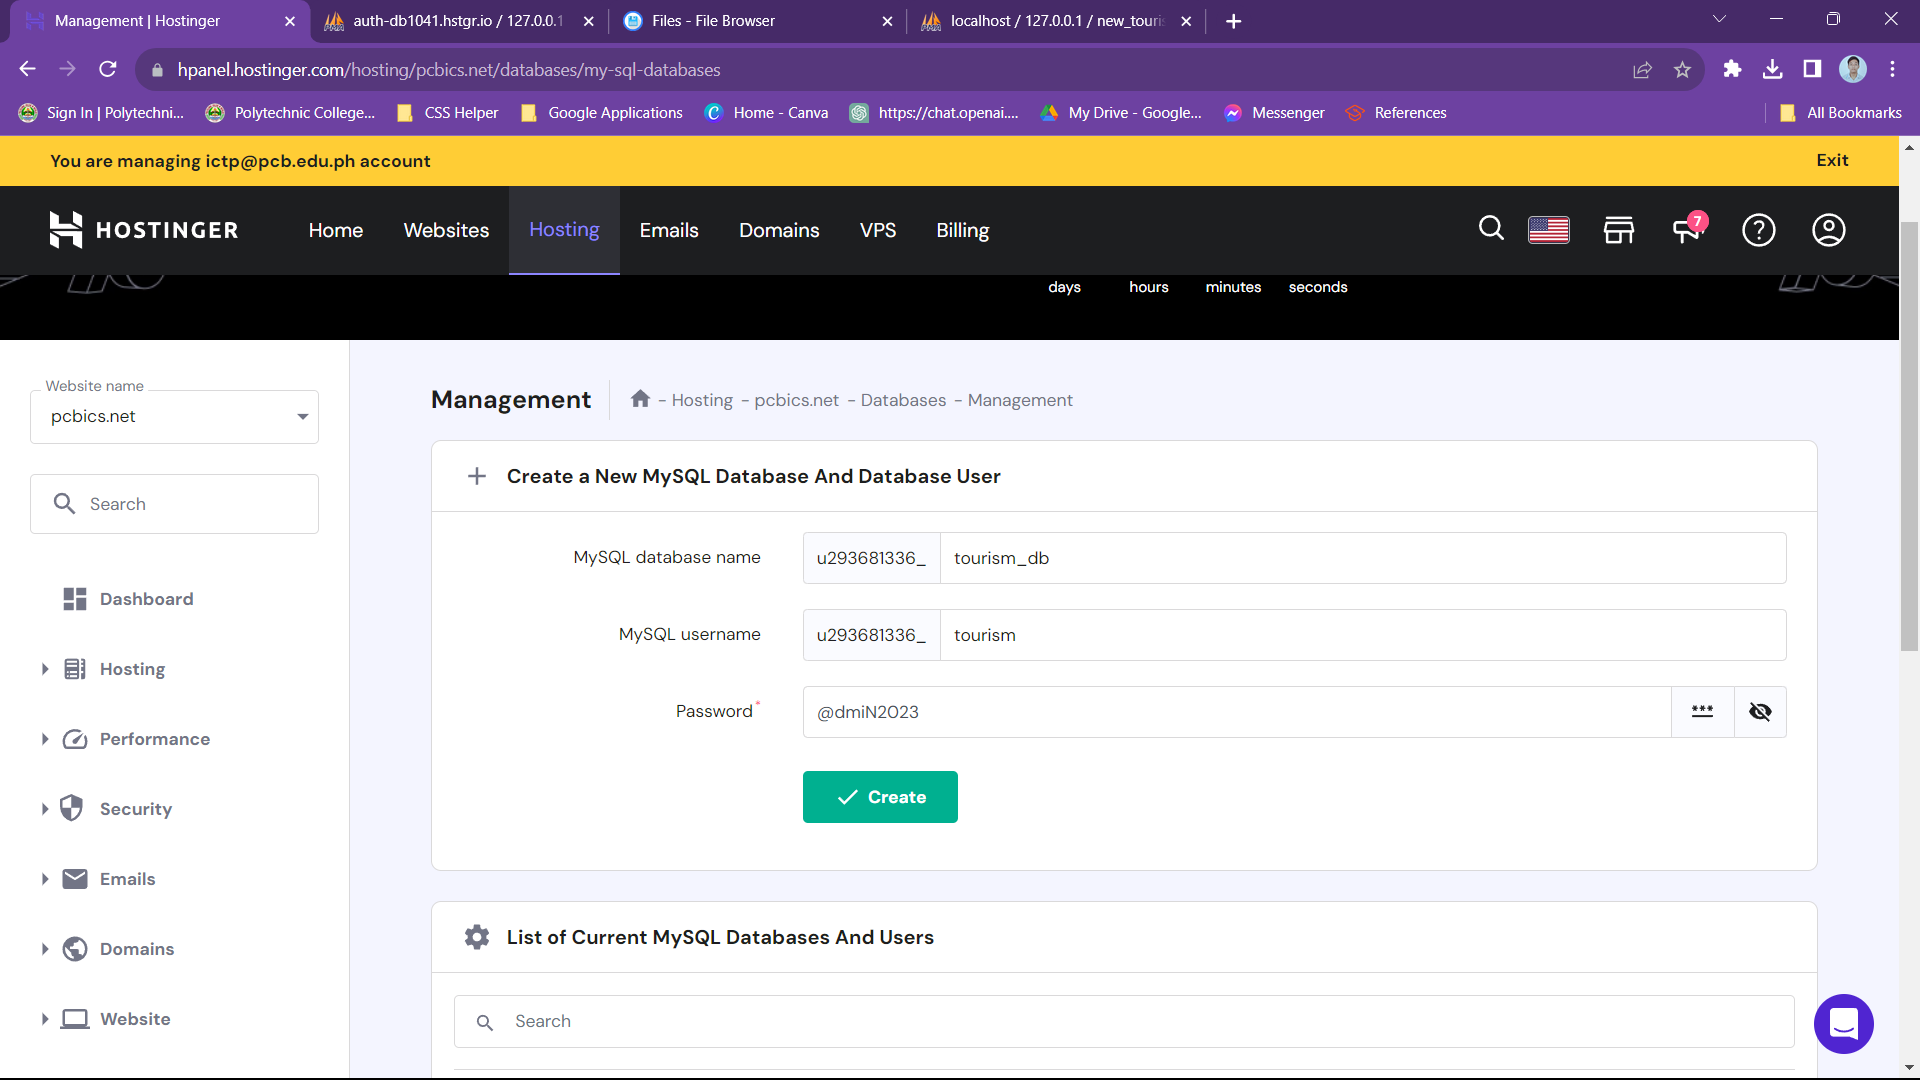 Management | Hostinger
auth-db1041.hstgr.io / 127.0.0.1
Files - File Browser
localhost / 127.0.0.1 / new_touris
hpanel.hostinger.com/hosting/pcbics.net/databases/my-sql-databases
Sign In | Polytechni...
Polytechnic College...
CSS Helper
Google Applications
Home - Canva
https://chat.openai....
My Drive - Google...
Messenger
References
All Bookmarks
You are managing ictp@pcb.edu.ph account
Exit
HOSTINGER
Home
Websites
Hosting
Emails
Domains
VPS
Billing
7
days
hours
minutes
seconds
Website name
pcbics.net
Search
Dashboard
Hosting
Performance
Security
Emails
Domains
Website
Management
- Hosting - pcbics.net - Databases - Management
Create a New MySQL Database And Database User
MySQL database name
u293681336_
tourism_db
MySQL username
u293681336_
tourism
Password*
@dmiN2023
Create
List of Current MySQL Databases And Users
Search